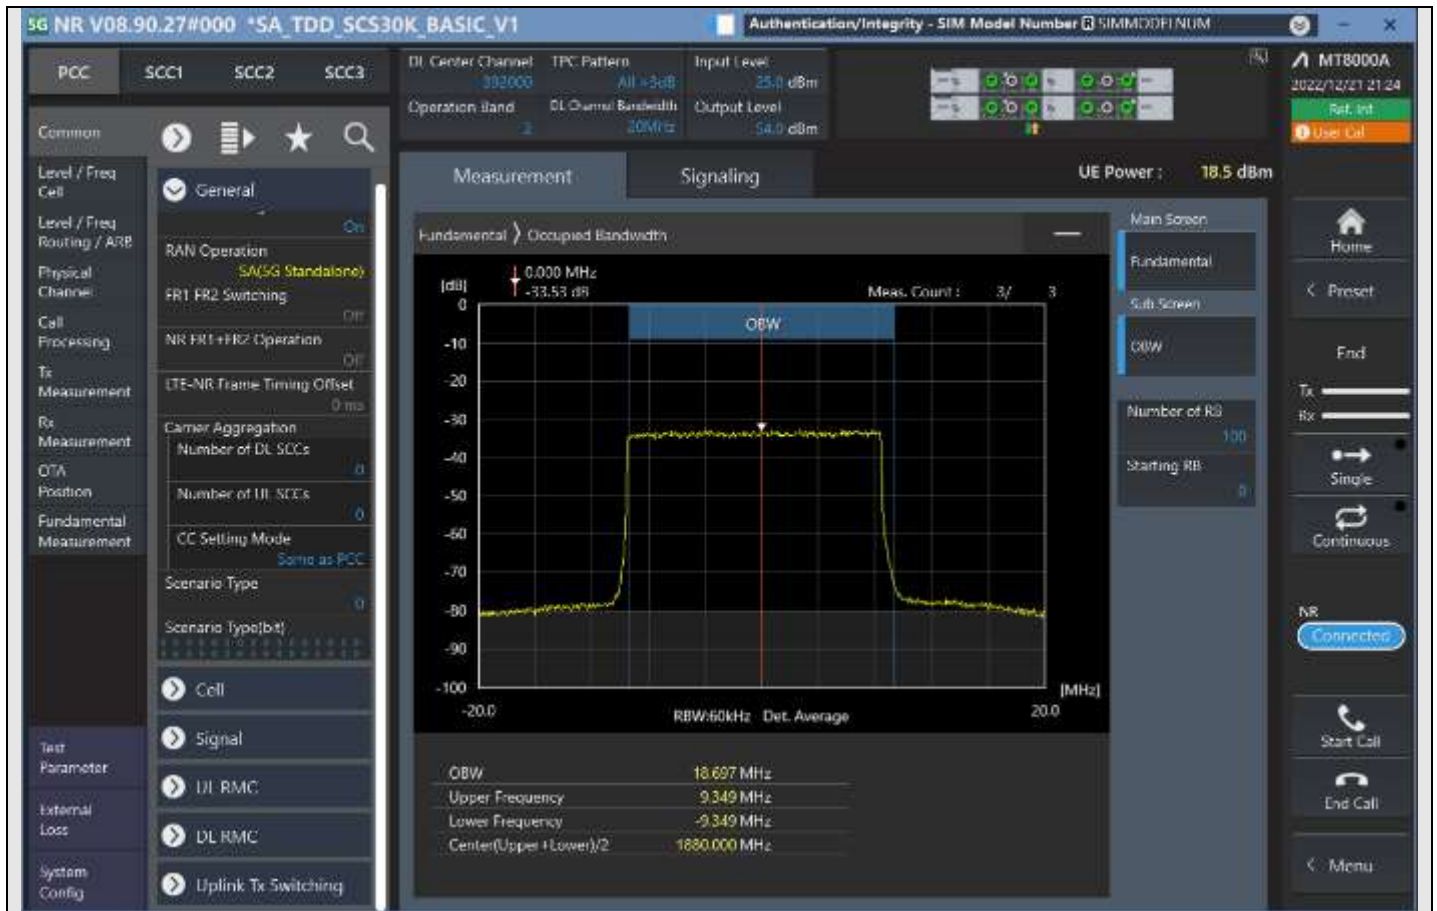 5G NR V08.90.27#000 *SA_TDD_SCS30K_BASIC_V1
Authentication/Integrity - SIM Model Number R SIMMODELNUM
PCC SCC1 SCC2 SCC3
DL Center Channel TPC Pattern Input Level
All +3dB 25.0 dBm
Operation Band DL Channel Bandwidth Output Level
2 20MHz 54.0 dBm
MT8000A
2022/12/21 21:24
Ref. Int
User Cal
Common
Level / Freq
Cell
Level / Freq
Routing / ARB
Physical
Channel
Call
Processing
Tx
Measurement
Rx
Measurement
OTA
Position
Fundamental
Measurement
Test
Parameter
External
Loss
System
Config
General
On
RAN Operation
SA(5G Standalone)
FR1 FR2 Switching
Off
NR FR1+FR2 Operation
Off
LTE-NR Frame Timing Offset
0 ms
Carrier Aggregation
Number of DL SCCs
0
Number of UL SCCs
0
CC Setting Mode
Same as PCC
Scenario Type
0
Scenario Type(bit)
Cell
Signal
UL RMC
DL RMC
Uplink Tx Switching
Measurement Signaling
UE Power : 18.5 dBm
Fundamental Occupied Bandwidth
0.000 MHz
-33.53 dB
Meas. Count : 3/ 3
[dB]
0
-10
-20
-30
-40
-50
-60
-70
-80
-90
-100
OBW
[MHz]
-20.0 20.0
RBW:60kHz Det. Average
OBW 18.697 MHz
Upper Frequency 9.349 MHz
Lower Frequency -9.349 MHz
Center(Upper+Lower)/2 1880.000 MHz
Main Screen
Fundamental
Sub Screen
OBW
Number of RB
100
Starting RB
0
Home
< Preset
End
Tx
Rx
Single
Continuous
NR
Connected
Start Call
End Call
< Menu